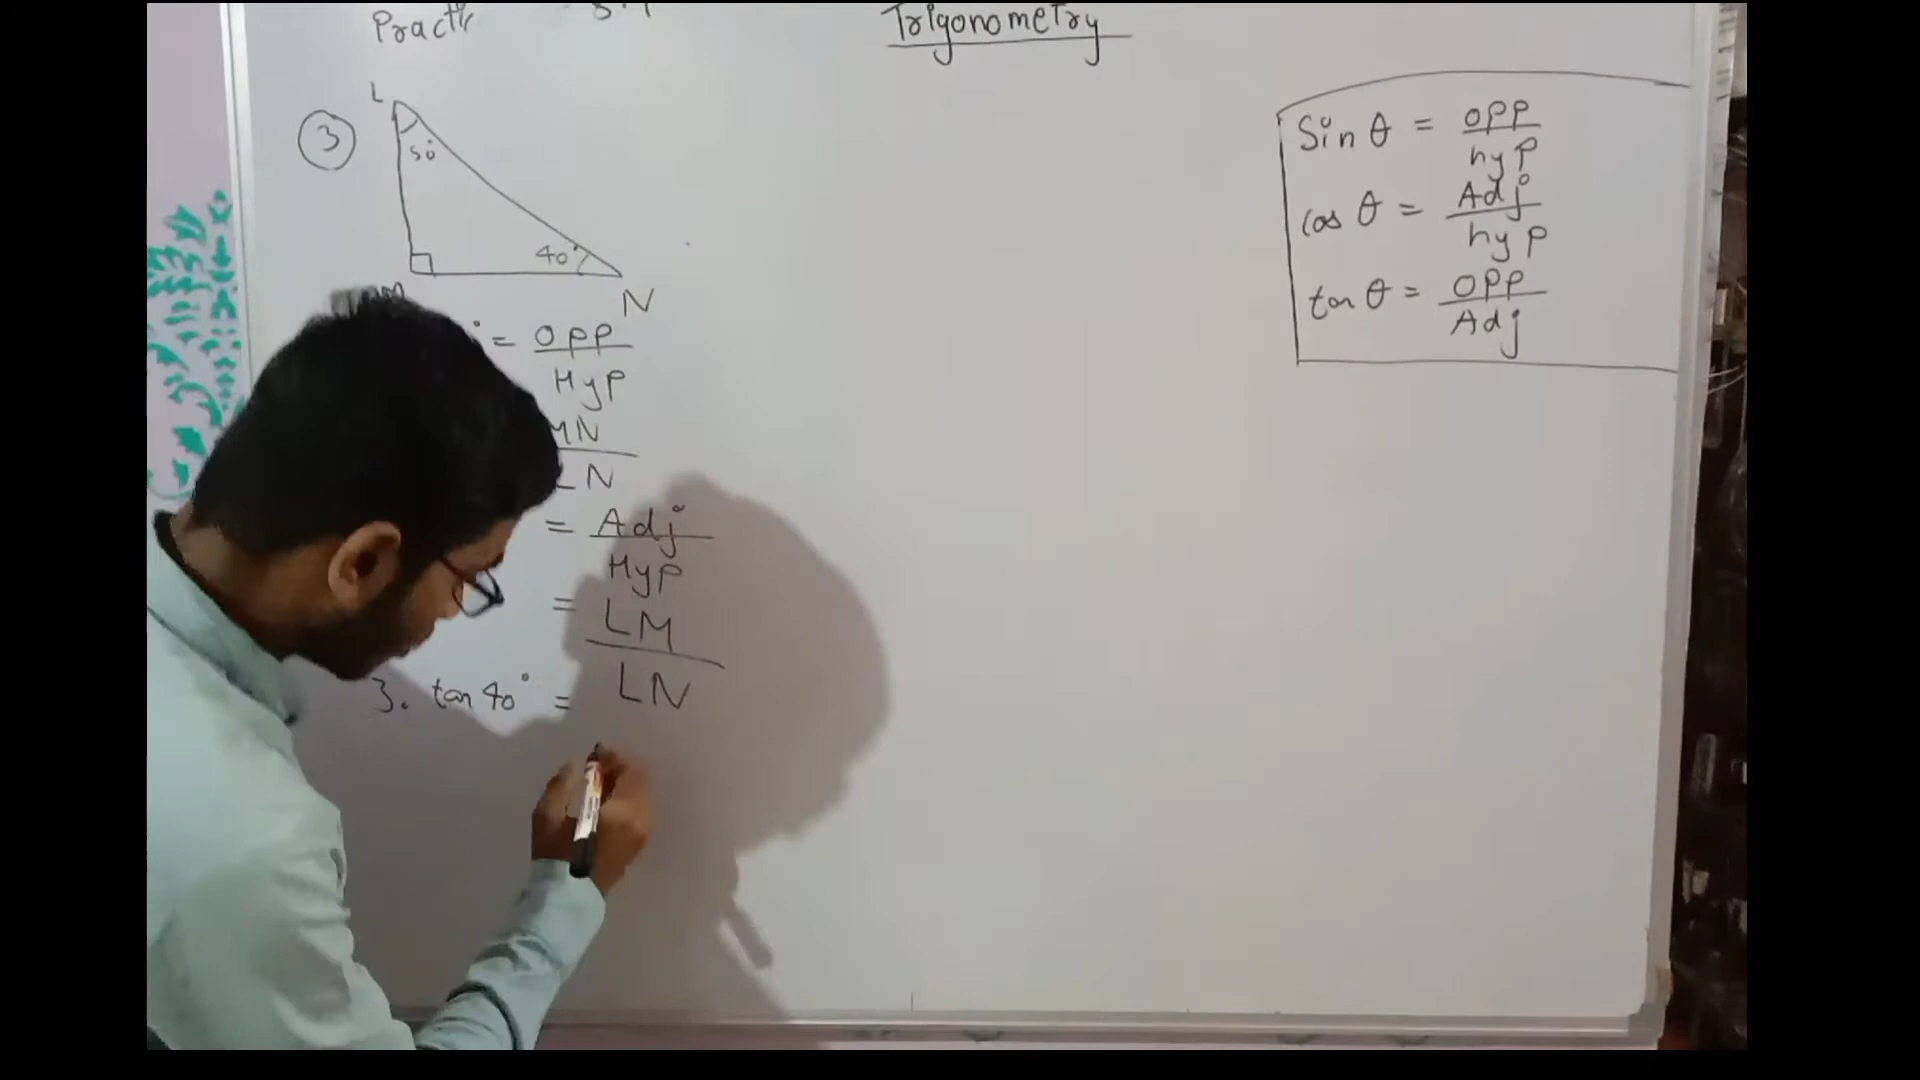 Trigonometry
3
L
50°
40°
N
= opp
Hyp
MN
LN
= Adj
Hyp
= LM
LN
3. tan 40° =
Sin θ = opp
hyp
cos θ = Adj
hyp
tan θ = opp
Adj